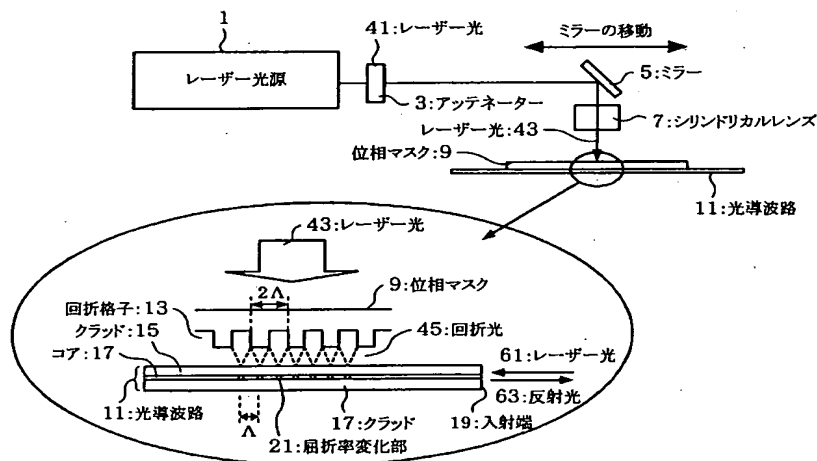 1
レーザー光源
41:レーザー光
3:アッテネーター
ミラーの移動
5:ミラー
7:シリンドリカルレンズ
レーザー光:43
位相マスク:9
11:光導波路
43:レーザー光
2Λ
9:位相マスク
回折格子:13
クラッド:15
コア:17
45:回折光
61:レーザー光
63:反射光
11:光導波路
17:クラッド
19:入射端
Λ
21:屈折率変化部